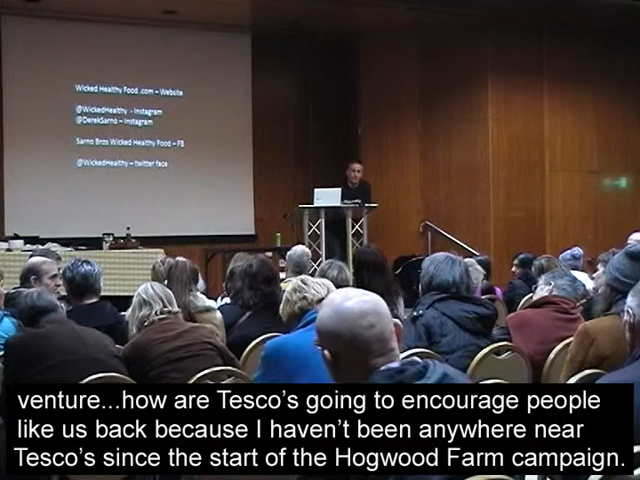 Wicked Healthy Food .com – Website
@WickedHealthy - Instagram
@DerekSarno – Instagram
Sarno Bros Wicked Healthy Food – FB
@WickedHealthy – twitter face
venture...how are Tesco's going to encourage people
like us back because I haven't been anywhere near
Tesco's since the start of the Hogwood Farm campaign.